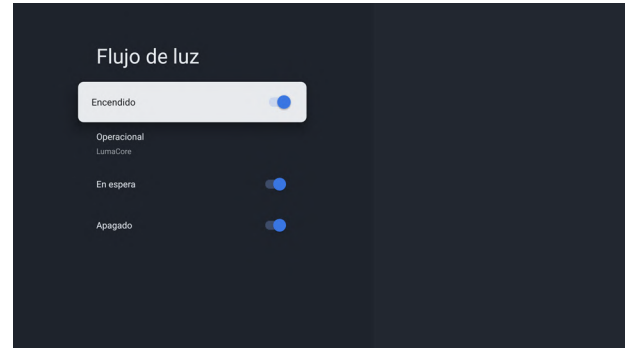 Flujo de luz
Encendido
Operacional
LumaCore
En espera
Apagado